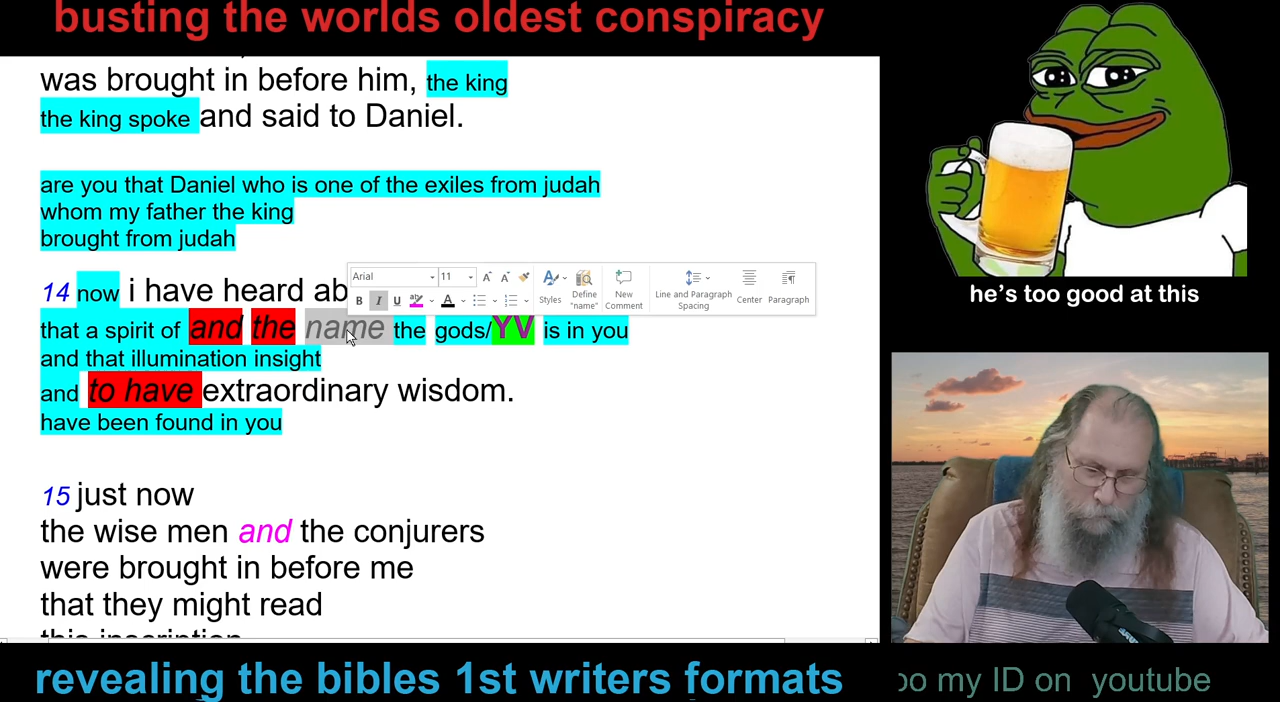 busting the worlds oldest conspiracy
was brought in before him, the king
the king spoke and said to Daniel.
are you that Daniel who is one of the exiles from judah
whom my father the king
brought from judah
14 now i have heard ab
Arial 11
B I U
Styles
Define "name"
New Comment
Line and Paragraph Spacing
Center
Paragraph
that a spirit of and the name the gods/YV is in you
and that illumination insight
and to have extraordinary wisdom.
have been found in you
15 just now
the wise men and the conjurers
were brought in before me
that they might read
this inscription
he's too good at this
revealing the bibles 1st writers formats
my ID on youtube